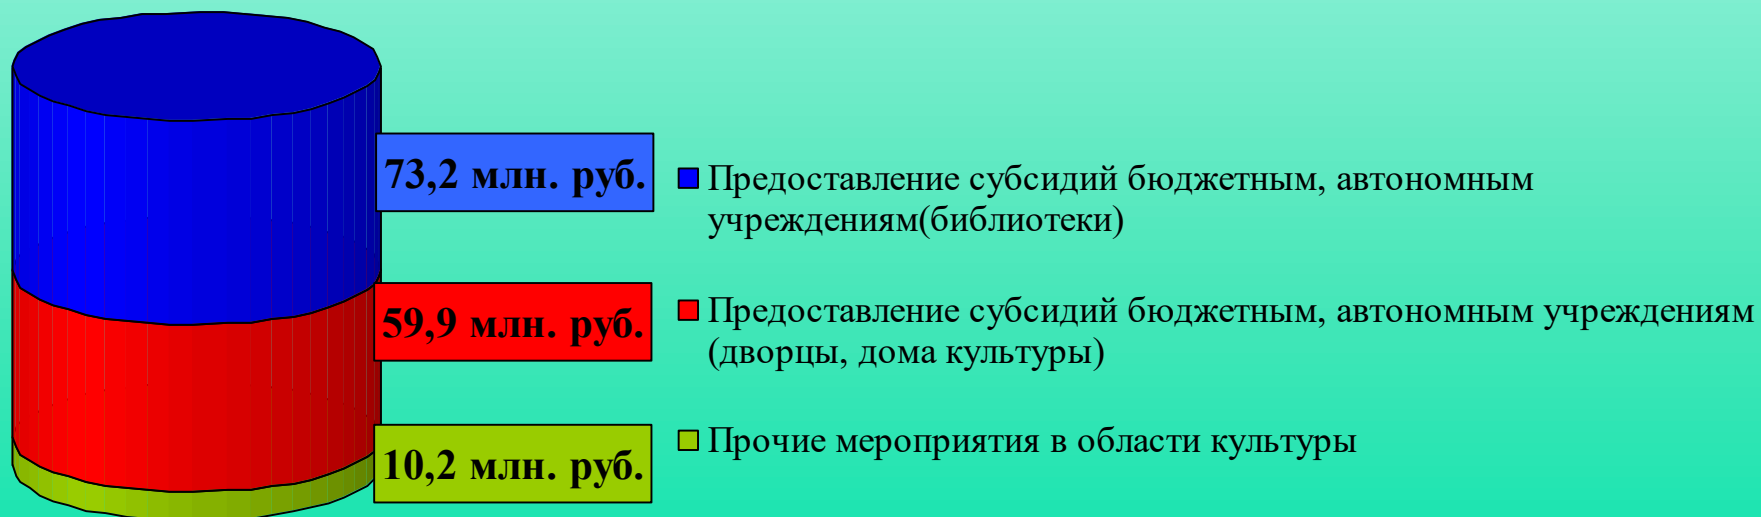 73,2 млн. руб.
Предоставление субсидий бюджетным, автономным
учреждениям(библиотеки)
59,9 млн. руб.
Предоставление субсидий бюджетным, автономным учреждениям
(дворцы, дома культуры)
10,2 млн. руб.
Прочие мероприятия в области культуры